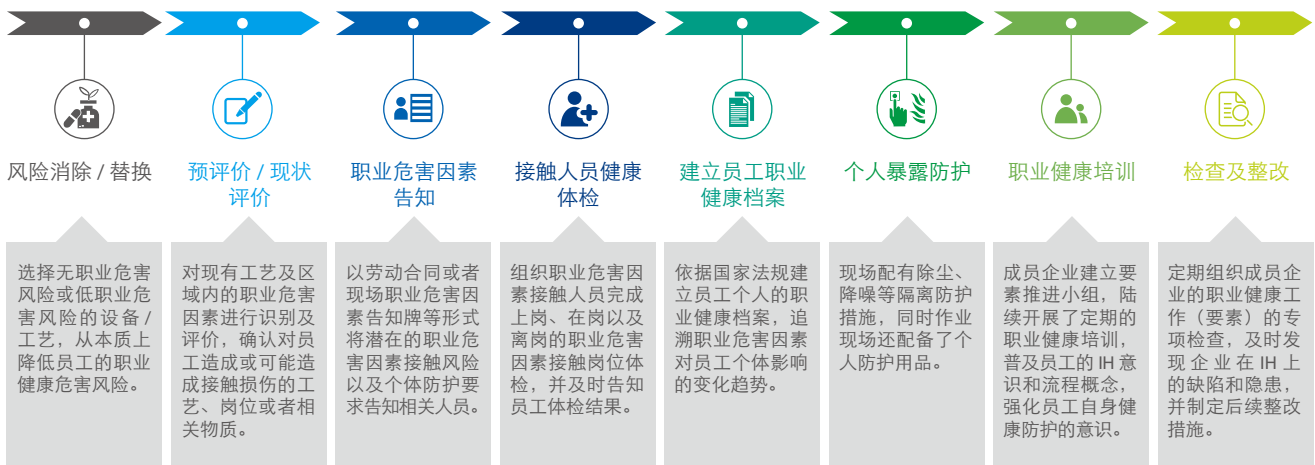 风险消除 / 替换
预评价 / 现状
评价
职业危害因素
告知
接触人员健康
体检
建立员工职业
健康档案
个人暴露防护
职业健康培训
检查及整改
选择无职业危害
风险或低职业危
害风险的设备 /
工艺，从本质上
降低员工的职业
健康危害风险。
对现有工艺及区
域内的职业危害
因素进行识别及
评价，确认对员
工造成或可能造
成接触损伤的工
艺、岗位或者相
关物质。
以劳动合同或者
现场职业危害因
素告知牌等形式
将潜在的职业危
害因素接触风险
以及个体防护要
求告知相关人员。
组织职业危害因
素接触人员完成
上岗、在岗以及
离岗的职业危害
因素接触岗位体
检，并及时告知
员工体检结果。
依据国家法规建
立员工个人的职
业健康档案，追
溯职业危害因素
对员工个体影响
的变化趋势。
现场配有除尘、
降噪等隔离防护
措施，同时作业
现场还配备了个
人防护用品。
成员企业建立要
素推进小组，陆
续开展了定期的
职业健康培训，
普及员工的 IH 意
识和流程概念，
强化员工自身健
康防护的意识。
定期组织成员企
业的职业健康工
作（要素）的专
项检查，及时发
现企业在 IH 上
的缺陷和隐患，
并制定后续整改
措施。